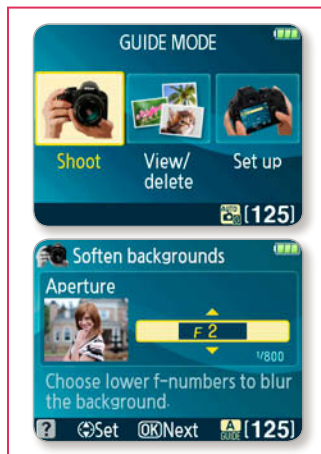 GUIDE MODE
Shoot
View/
delete
Set up
AUTO [125]
Soften backgrounds
Aperture
F 2
1/800
Choose lower f-numbers to blur
the background.
? Set OK Next A GUIDE [125]